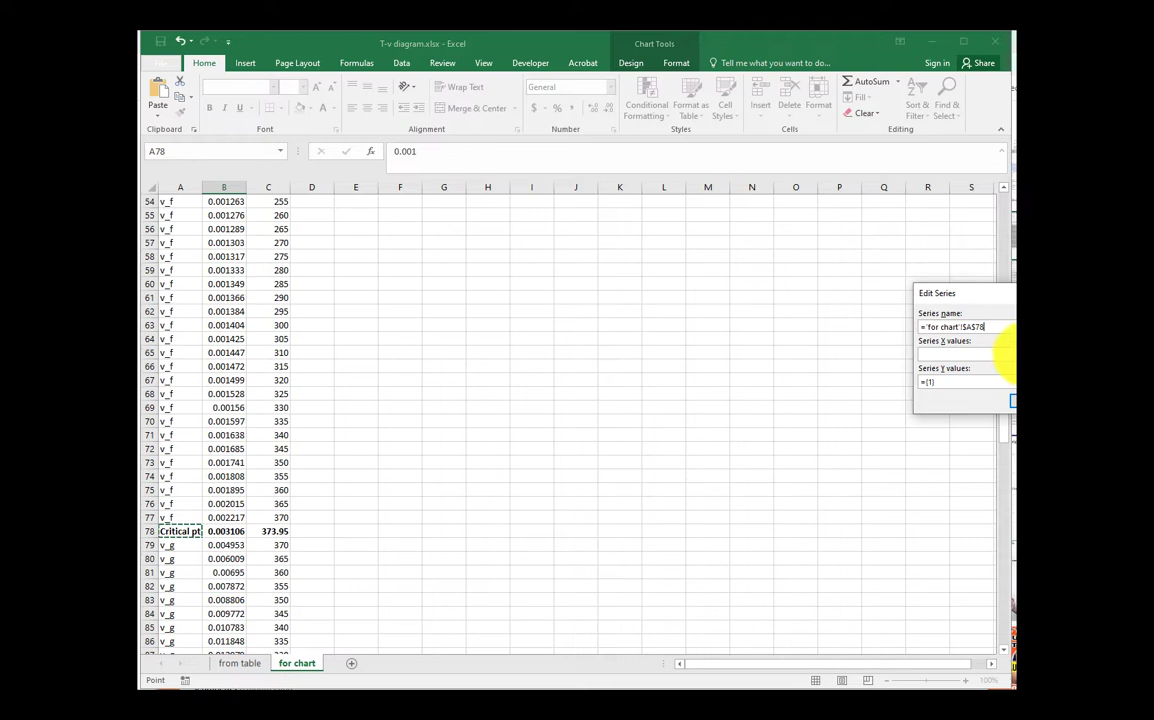 T-v diagram.xlsx - Excel
Chart Tools
File Home Insert Page Layout Formulas Data Review View Developer Acrobat Design Format Tell me what you want to do... Sign in Share
Paste
Wrap Text
Merge & Center
General
$ % ,
Conditional Formatting
Format as Table
Cell Styles
Insert
Delete
Format
AutoSum
Fill
Clear
Sort & Filter
Find & Select
B I U
Clipboard Font Alignment Number Styles Cells Editing
A78 fx 0.001
A B C D E F G H I J K L M N O P Q R S
54 v_f 0.001263 255
55 v_f 0.001276 260
56 v_f 0.001289 265
57 v_f 0.001303 270
58 v_f 0.001317 275
59 v_f 0.001333 280
60 v_f 0.001349 285
61 v_f 0.001366 290
62 v_f 0.001384 295
63 v_f 0.001404 300
64 v_f 0.001425 305
65 v_f 0.001447 310
66 v_f 0.001472 315
67 v_f 0.001499 320
68 v_f 0.001528 325
69 v_f 0.00156 330
70 v_f 0.001597 335
71 v_f 0.001638 340
72 v_f 0.001685 345
73 v_f 0.001741 350
74 v_f 0.001808 355
75 v_f 0.001895 360
76 v_f 0.002015 365
77 v_f 0.002217 370
78 Critical pt 0.003106 373.95
79 v_g 0.004953 370
80 v_g 0.006009 365
81 v_g 0.00695 360
82 v_g 0.007872 355
83 v_g 0.008806 350
84 v_g 0.009772 345
85 v_g 0.010783 340
86 v_g 0.011848 335
Edit Series
Series name:
='for chart'!$A$78
Series X values:
Series Y values:
={1}
from table for chart
Point 100%